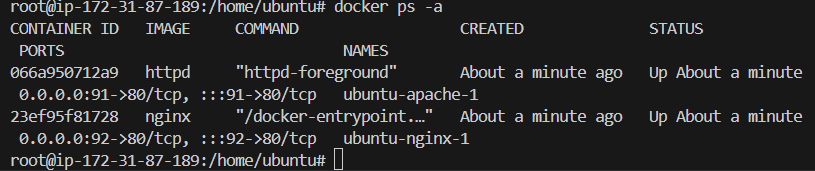 root@ip-172-31-87-189:/home/ubuntu# docker ps -a
CONTAINER ID   IMAGE     COMMAND                  CREATED              STATUS
 PORTS                               NAMES
066a950712a9   httpd     "httpd-foreground"       About a minute ago   Up About a minute
 0.0.0.0:91->80/tcp, :::91->80/tcp   ubuntu-apache-1
23ef95f81728   nginx     "/docker-entrypoint.…"   About a minute ago   Up About a minute
 0.0.0.0:92->80/tcp, :::92->80/tcp   ubuntu-nginx-1
root@ip-172-31-87-189:/home/ubuntu#